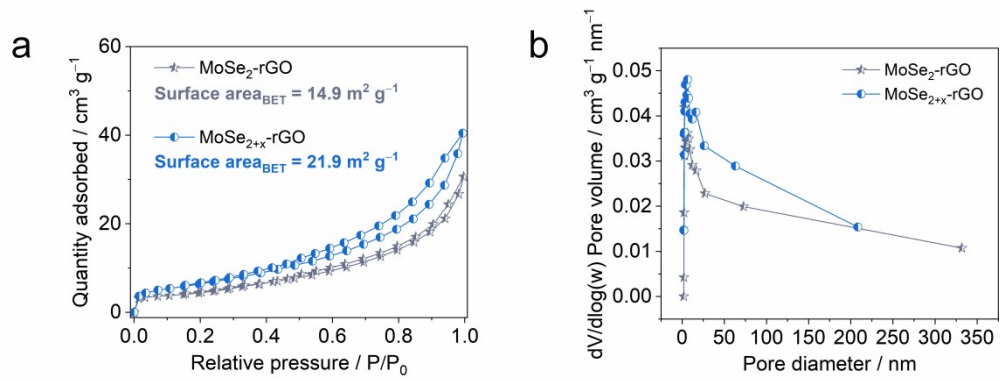 a
60
40
20
0
Quantity adsorbed / cm³ g⁻¹
MoSe₂-rGO
Surface area_BET = 14.9 m² g⁻¹
MoSe₂₊ₓ-rGO
Surface area_BET = 21.9 m² g⁻¹
0.0 0.2 0.4 0.6 0.8 1.0
Relative pressure / P/P₀
b
dV/dlog(w) Pore volume / cm³ g⁻¹ nm⁻¹
0.05
0.04
0.03
0.02
0.01
0.00
MoSe₂-rGO
MoSe₂₊ₓ-rGO
0 50 100 150 200 250 300 350
Pore diameter / nm